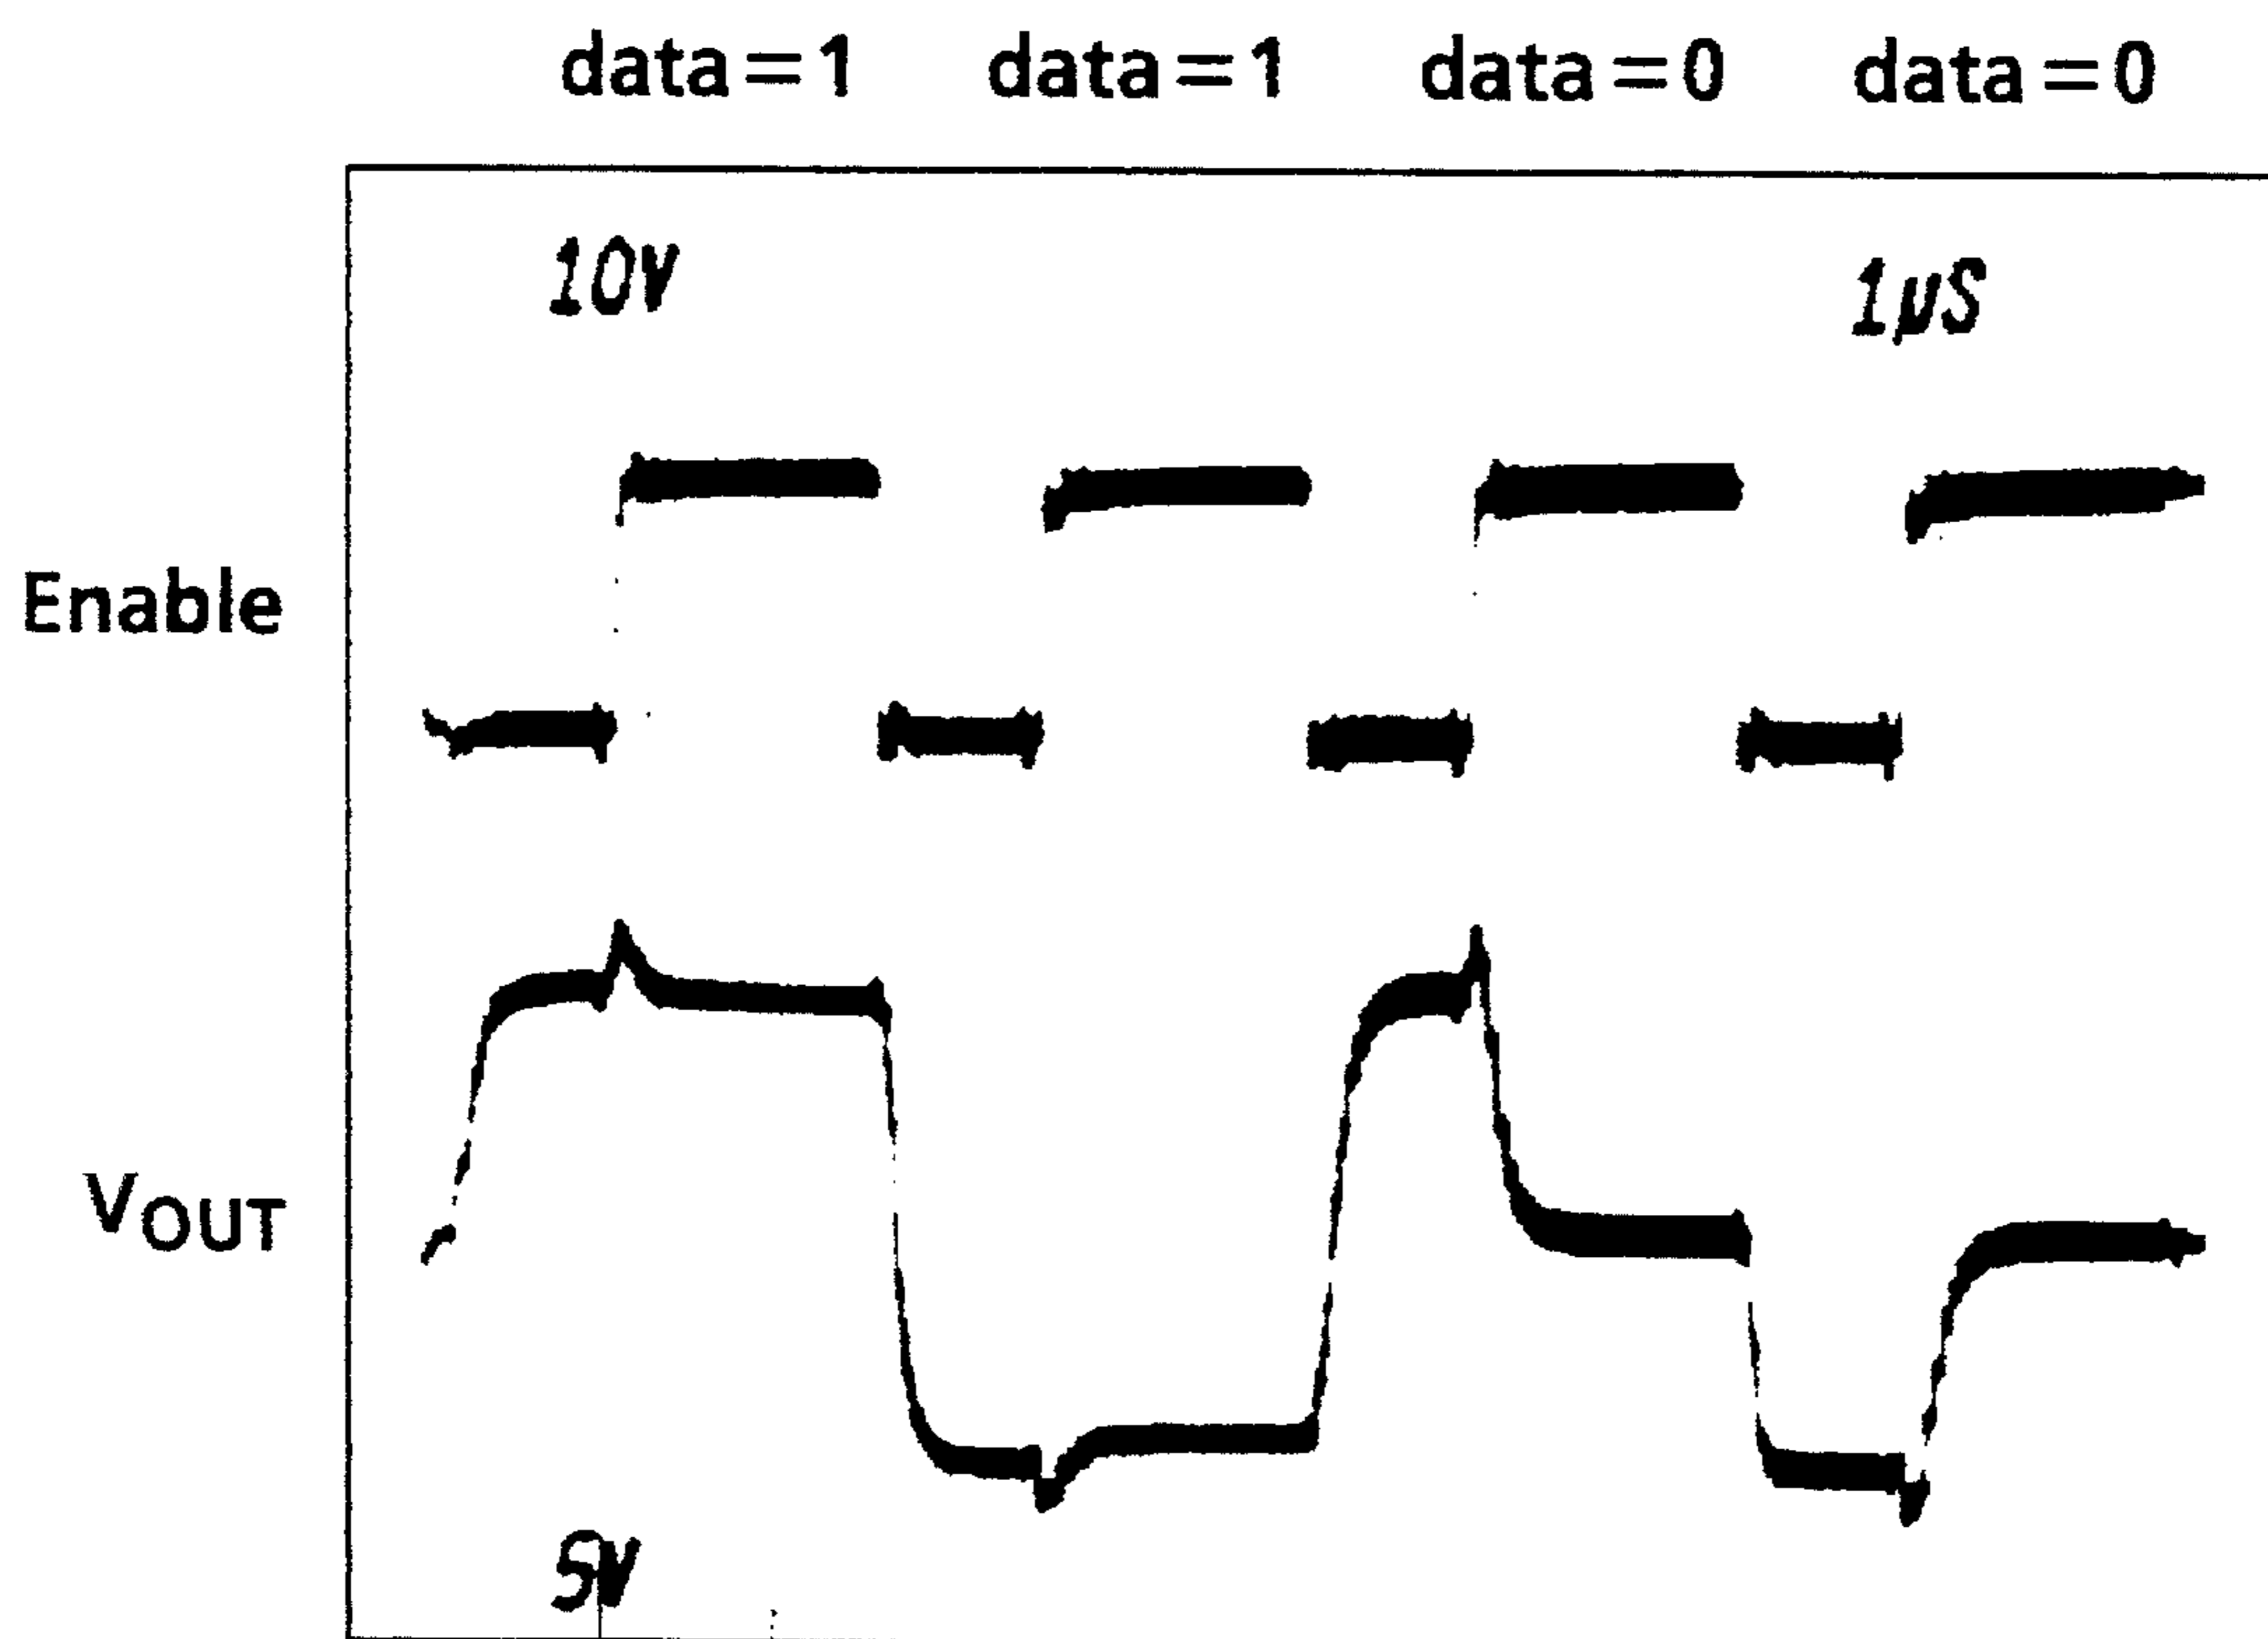 data=1 data=1 data=0 data=0
10V 1µS
Enable
VOUT
5V